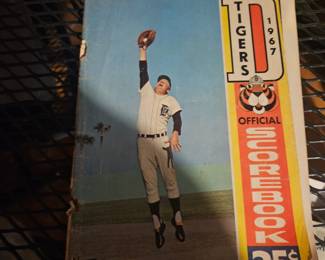 D
TIGERS
1967
OFFICIAL
SCOREBOOK
25¢